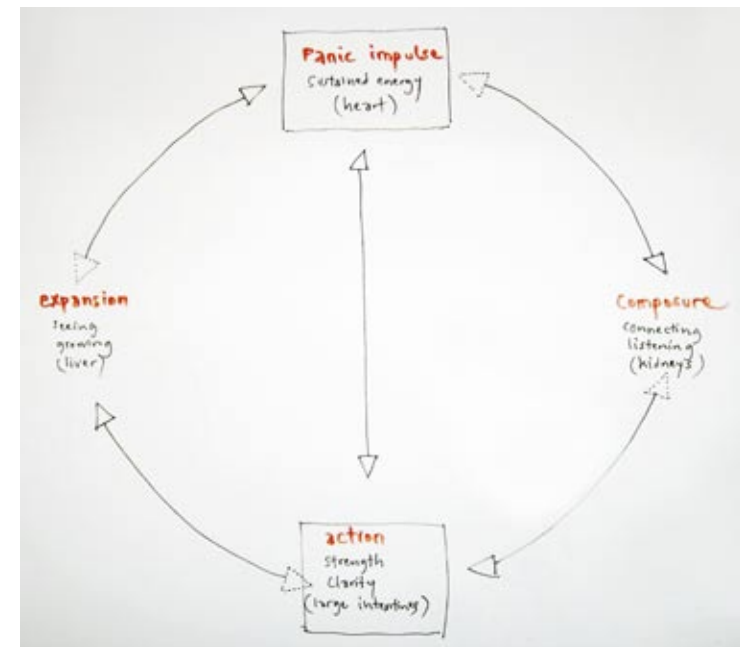 Panic impulse
Sustained energy
(heart)
expansion
seeing
growing
(liver)
Composure
connecting
listening
(kidneys)
action
strength
Clarity
(large intestines)